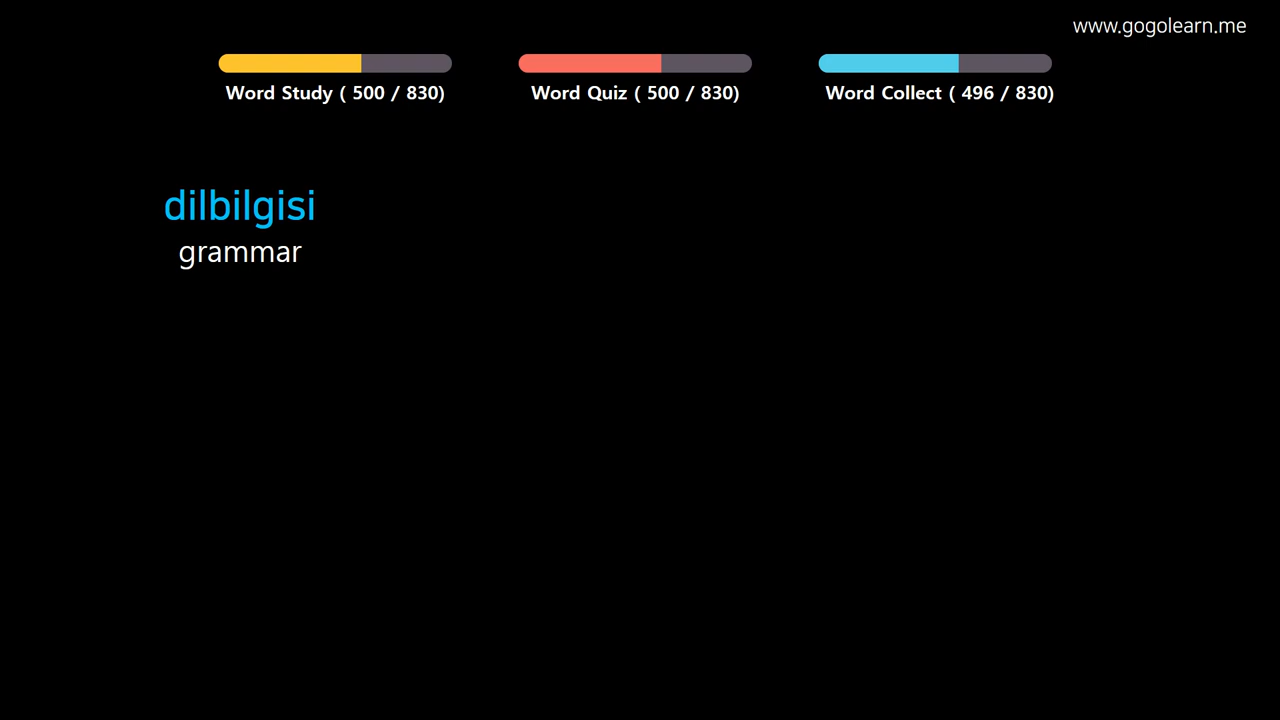 www.gogolearn.me
Word Study ( 500 / 830)
Word Quiz ( 500 / 830)
Word Collect ( 496 / 830)
dilbilgisi
grammar